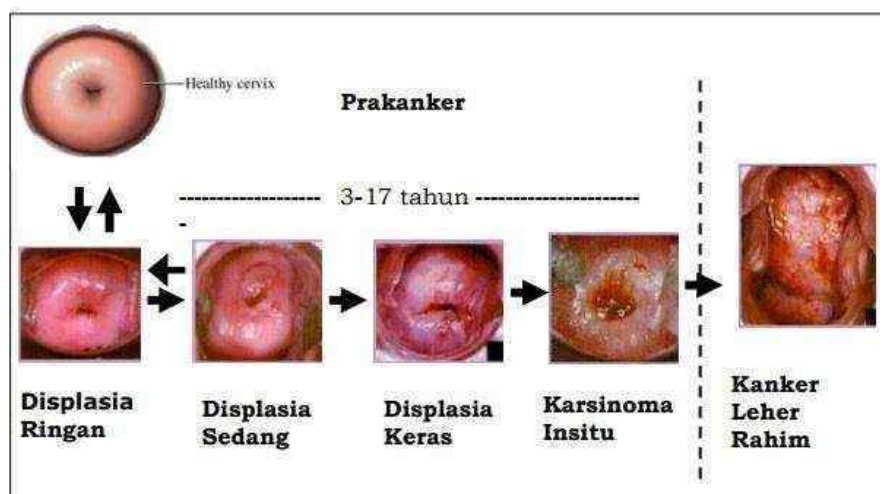 Healthy cervix
Prakanker
3-17 tahun
Displasia
Ringan
Displasia
Sedang
Displasia
Keras
Karsinoma
Insitu
Kanker
Leher
Rahim